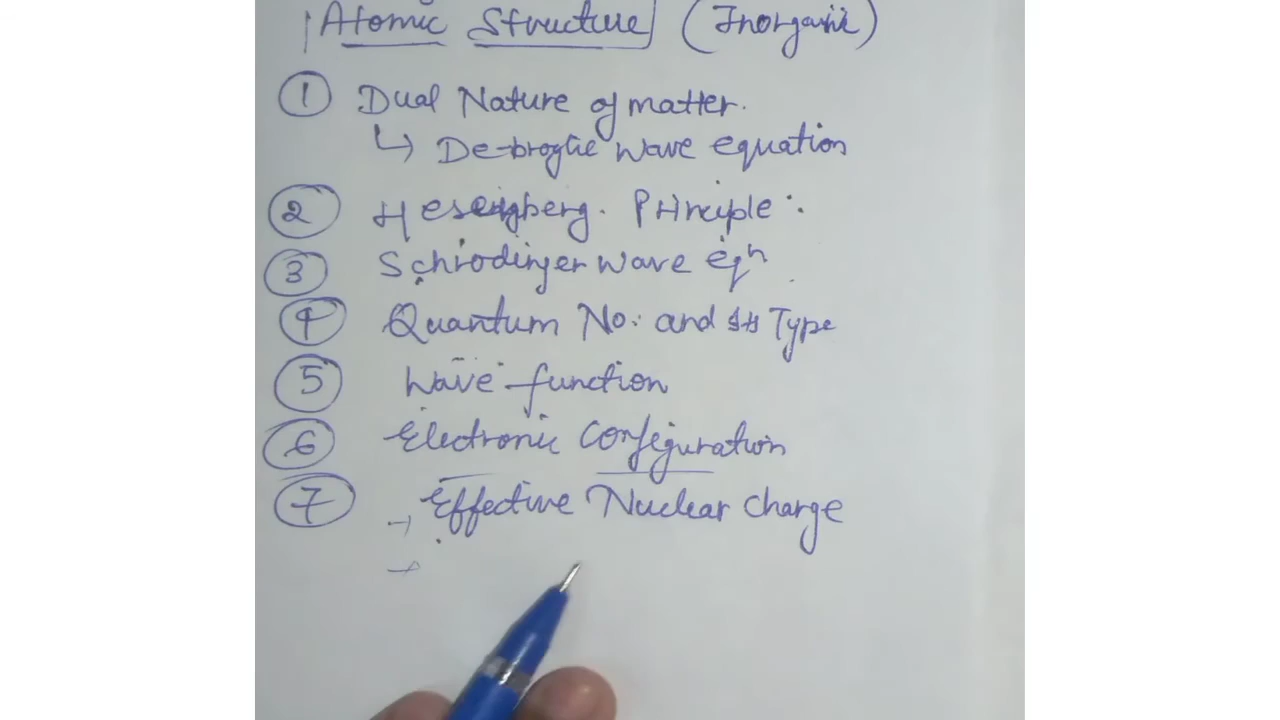 Atomic Structure (Inorganic)
1 Dual Nature of matter.
↳ De-broglie Wave equation
2 Principle
3 Schrodinger wave eqn
4 Quantum No. and its Type
5 Wave function
6 Electronic Configuration
7 → Effective Nuclear Charge
→